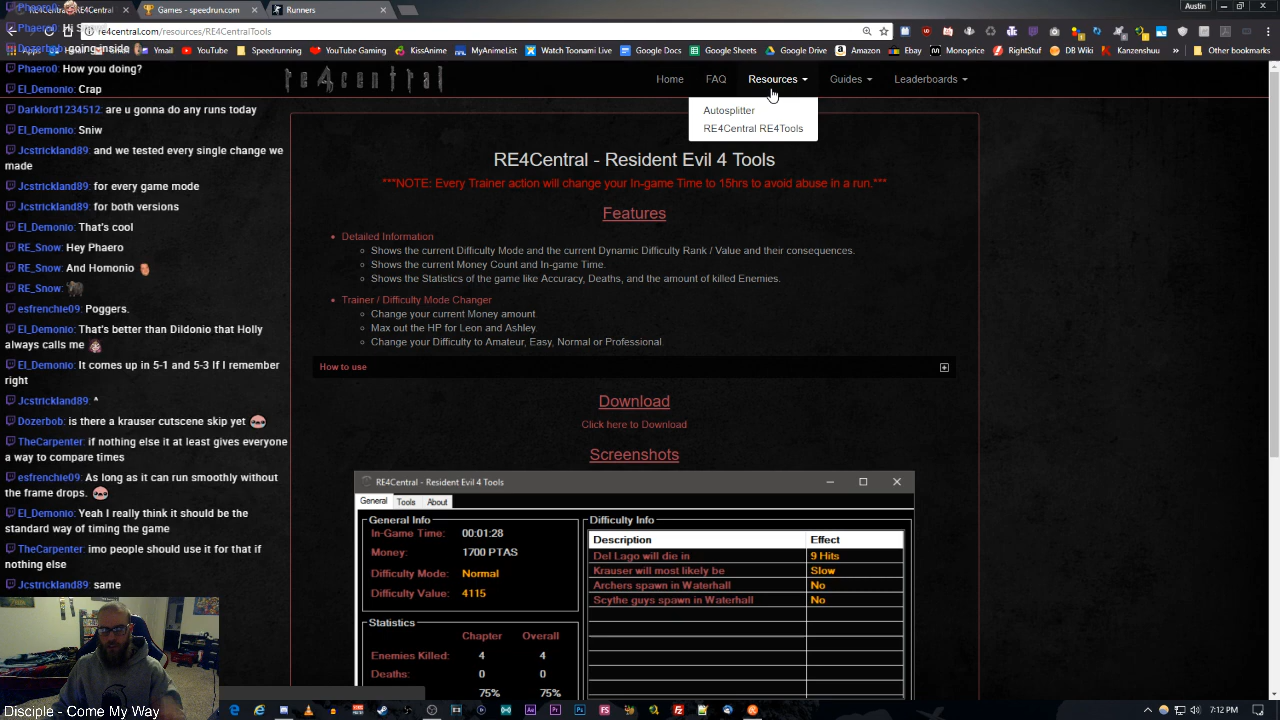 RE4Central
Games - speedrun.com
Runners
Austin
re4central.com/resources/RE4CentralTools
Gmail YouTube Speedrunning YouTube Gaming KissAnime MyAnimeList Watch Toonami Live Google Docs Google Sheets Google Drive Amazon Ebay Monoprice RightStuf DB Wiki Kanzenshuu » Other bookmarks
going inside
Phaero0: How you doing?
El_Demonio: Crap
Darklord1234512: are u gonna do any runs today
El_Demonio: Sniw
Jcstrickland89: and we tested every single change we
made
Jcstrickland89: for every game mode
Jcstrickland89: for both versions
El_Demonio: That's cool
RE_Snow: Hey Phaero
RE_Snow: And Homonio
RE_Snow:
esfrenchie09: Poggers.
El_Demonio: That's better than Dildonio that Holly
always calls me
El_Demonio: It comes up in 5-1 and 5-3 If I remember
right
Jcstrickland89: ^
Dozerbob: is there a krauser cutscene skip yet
TheCarpenter: if nothing else it at least gives everyone
a way to compare times
esfrenchie09: As long as it can run smoothly without
the frame drops.
El_Demonio: Yeah I really think it should be the
standard way of timing the game
TheCarpenter: imo people should use it for that if
nothing else
Jcstrickland89: same
re4central
Home FAQ Resources Guides Leaderboards
Autosplitter
RE4Central RE4Tools
RE4Central - Resident Evil 4 Tools
***NOTE: Every Trainer action will change your In-game Time to 15hrs to avoid abuse in a run.***
Features
Detailed Information
Shows the current Difficulty Mode and the current Dynamic Difficulty Rank / Value and their consequences.
Shows the current Money Count and In-game Time.
Shows the Statistics of the game like Accuracy, Deaths, and the amount of killed Enemies.
Trainer / Difficulty Mode Changer
Change your current Money amount.
Max out the HP for Leon and Ashley.
Change your Difficulty to Amateur, Easy, Normal or Professional.
How to use
Download
Click here to Download
Screenshots
RE4Central - Resident Evil 4 Tools
General Tools About
General Info
In-Game Time: 00:01:28
Money: 1700 PTAS
Difficulty Mode: Normal
Difficulty Value: 4115
Statistics
Chapter Overall
Enemies Killed: 4 4
Deaths: 0 0
75% 75%
Difficulty Info
Description Effect
Del Lago will die in 9 Hits
Krauser will most likely be Slow
Archers spawn in Waterhall No
Scythe guys spawn in Waterhall No
Disciple - Come My Way
7:12 PM